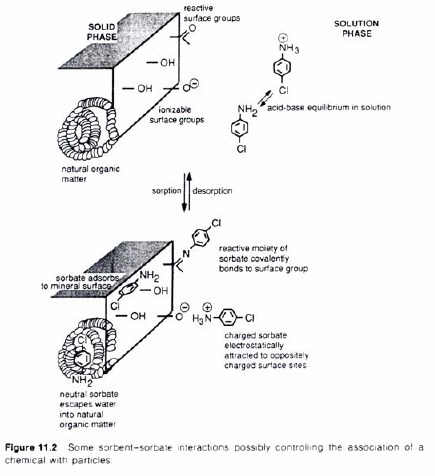 SOLID
PHASE
reactive
surface groups
SOLUTION
PHASE
O
OH
OH
O⊖
ionizable
surface groups
natural organic
matter
⊕
NH3
Cl
NH2
acid-base equilibrium in solution
Cl
sorption
desorption
Cl
N
reactive moiety of
sorbate covalently
bonds to surface group
sorbate adsorbs
to mineral surface
NH2
OH
Cl
OH
O⊖
⊕
H3N
Cl
charged sorbate
electrostatically
attracted to oppositely
charged surface sites
Cl
NH2
neutral sorbate
escapes water
into natural
organic matter
Figure 11.2 Some sorbent–sorbate interactions possibly controlling the association of a
chemical with particles.